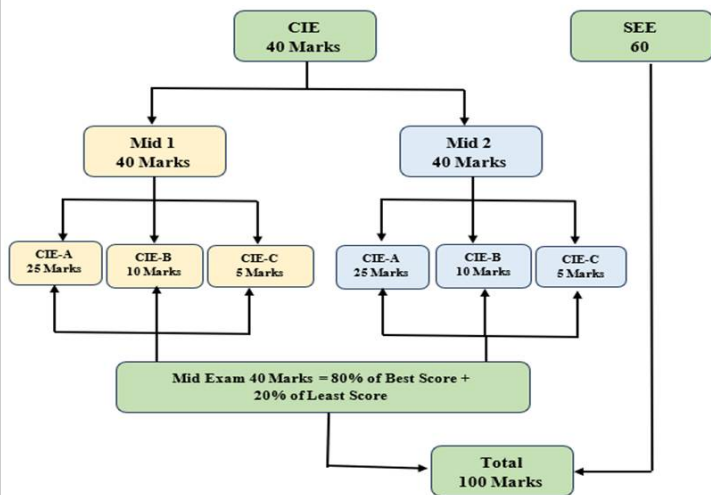 CIE
40 Marks
SEE
60
Mid 1
40 Marks
Mid 2
40 Marks
CIE-A
25 Marks
CIE-B
10 Marks
CIE-C
5 Marks
CIE-A
25 Marks
CIE-B
10 Marks
CIE-C
5 Marks
Mid Exam 40 Marks = 80% of Best Score +
20% of Least Score
Total
100 Marks